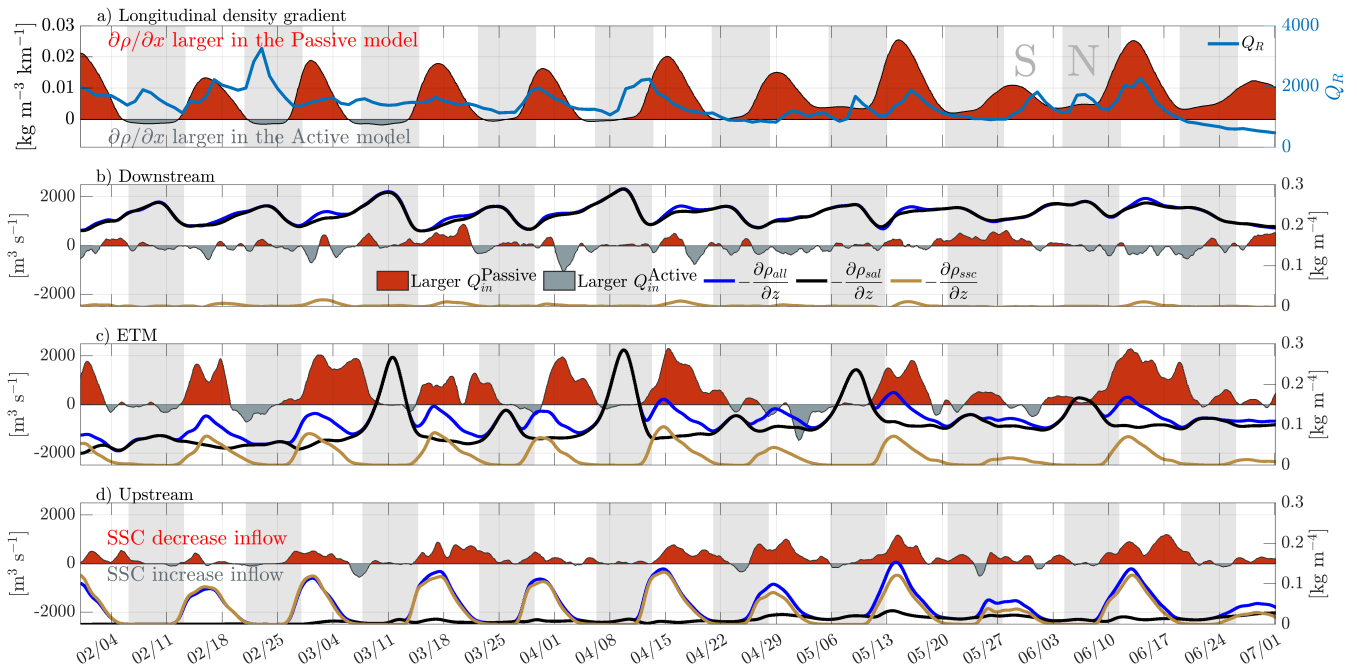 a) Longitudinal density gradient
[kg m⁻³ km⁻¹]
0.03
0.02
0.01
0
∂ρ/∂x larger in the Passive model
∂ρ/∂x larger in the Active model
S N
Q_R
4000
2000
0
Q_R
b) Downstream
[m³ s⁻¹]
2000
0
-2000
Larger Q_in^Passive Larger Q_in^Active −∂ρ_all/∂z −∂ρ_sal/∂z −∂ρ_ssc/∂z
0.3
0.2
0.1
0
[kg m⁻⁴]
c) ETM
[m³ s⁻¹]
2000
0
-2000
0.3
0.2
0.1
0
[kg m⁻⁴]
d) Upstream
[m³ s⁻¹]
2000
0
-2000
SSC decrease inflow
SSC increase inflow
0.3
0.2
0.1
0
[kg m⁻⁴]
02/04 02/11 02/18 02/25 03/04 03/11 03/18 03/25 04/01 04/08 04/15 04/22 04/29 05/06 05/13 05/20 05/27 06/03 06/10 06/17 06/24 07/01